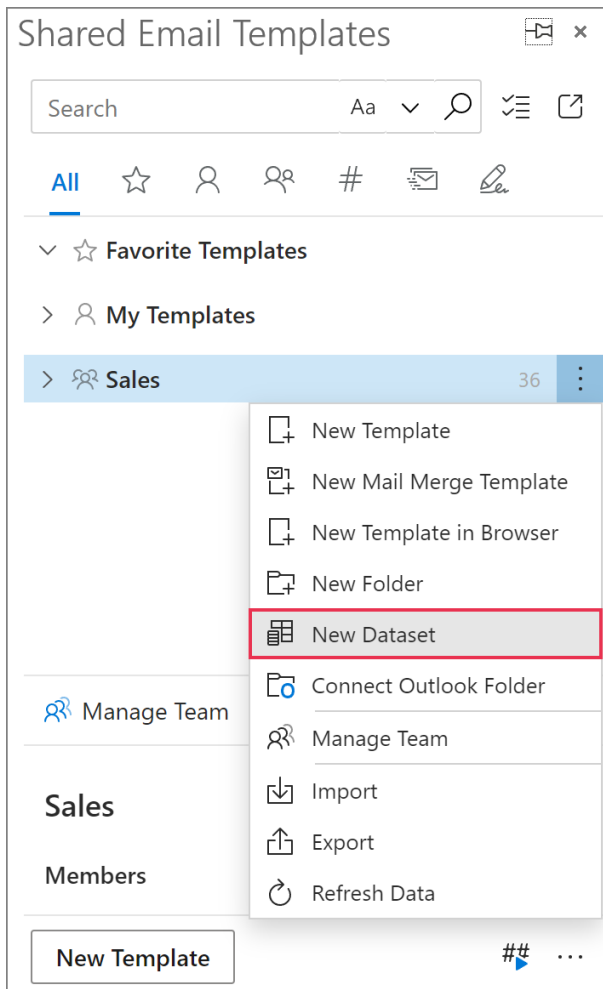 Shared Email Templates
Search Aa
All #
Favorite Templates
My Templates
Sales 36
New Template
New Mail Merge Template
New Template in Browser
New Folder
New Dataset
Connect Outlook Folder
Manage Team
Manage Team
Import
Sales
Export
Members
Refresh Data
New Template ## ...